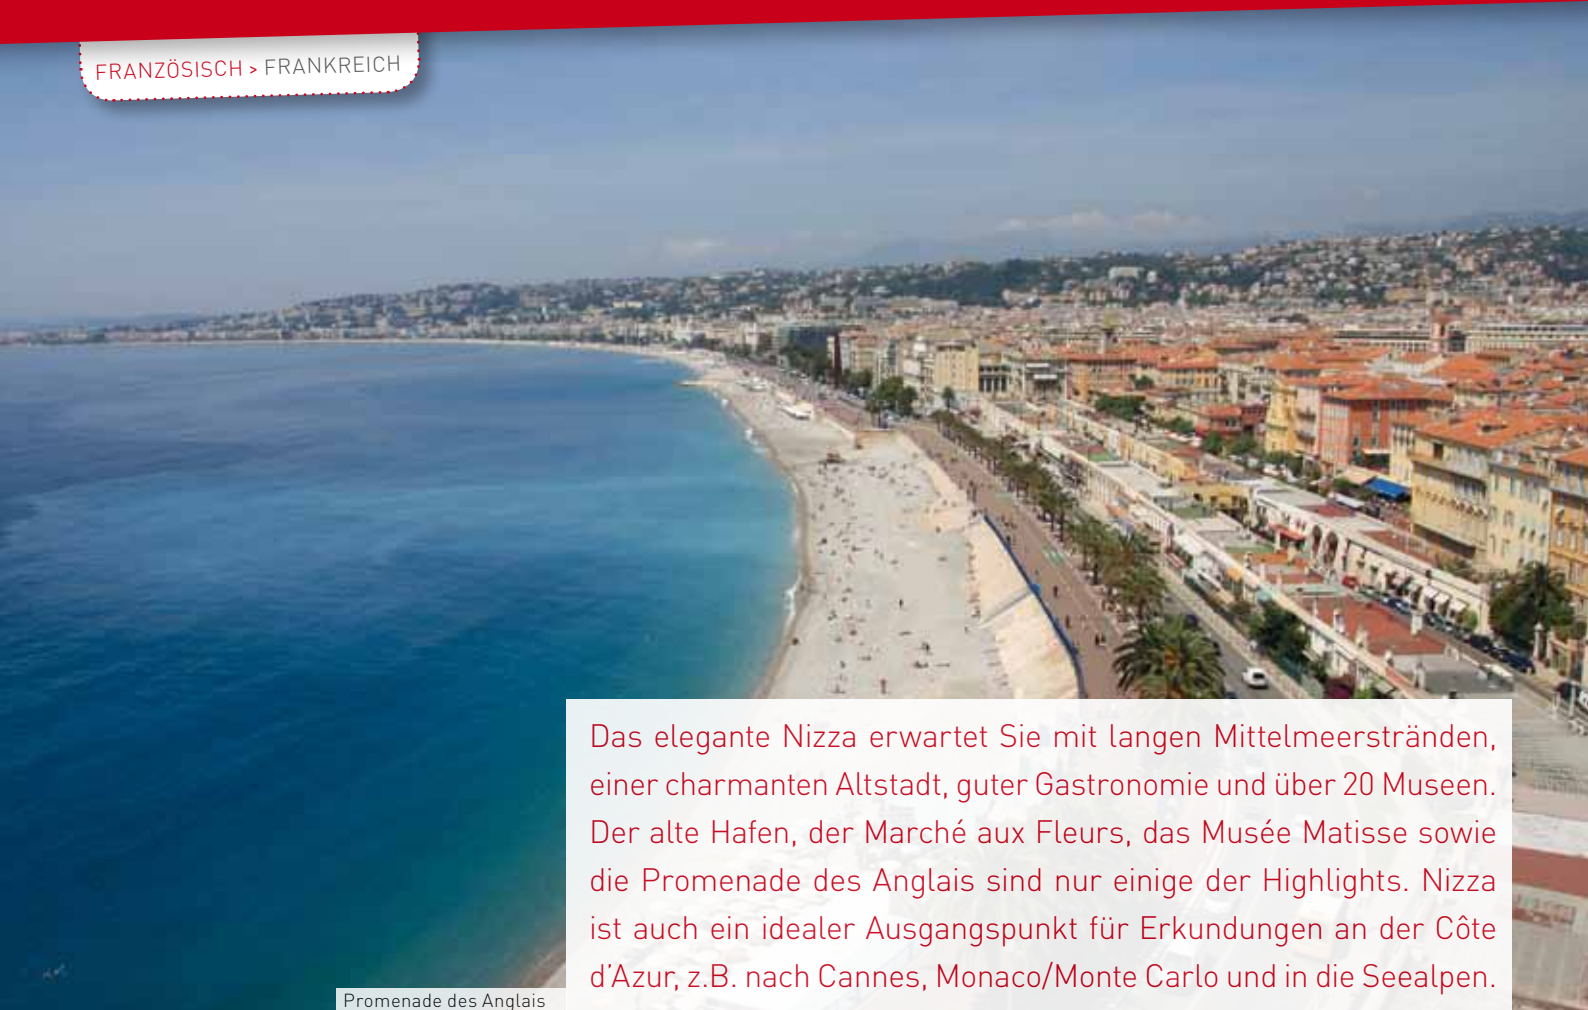 FRANZÖSISCH > FRANKREICH
Das elegante Nizza erwartet Sie mit langen Mittelmeerstränden,
einer charmanten Altstadt, guter Gastronomie und über 20 Museen.
Der alte Hafen, der Marché aux Fleurs, das Musée Matisse sowie
die Promenade des Anglais sind nur einige der Highlights. Nizza
ist auch ein idealer Ausgangspunkt für Erkundungen an der Côte
d’Azur, z.B. nach Cannes, Monaco/Monte Carlo und in die Seealpen.
Promenade des Anglais